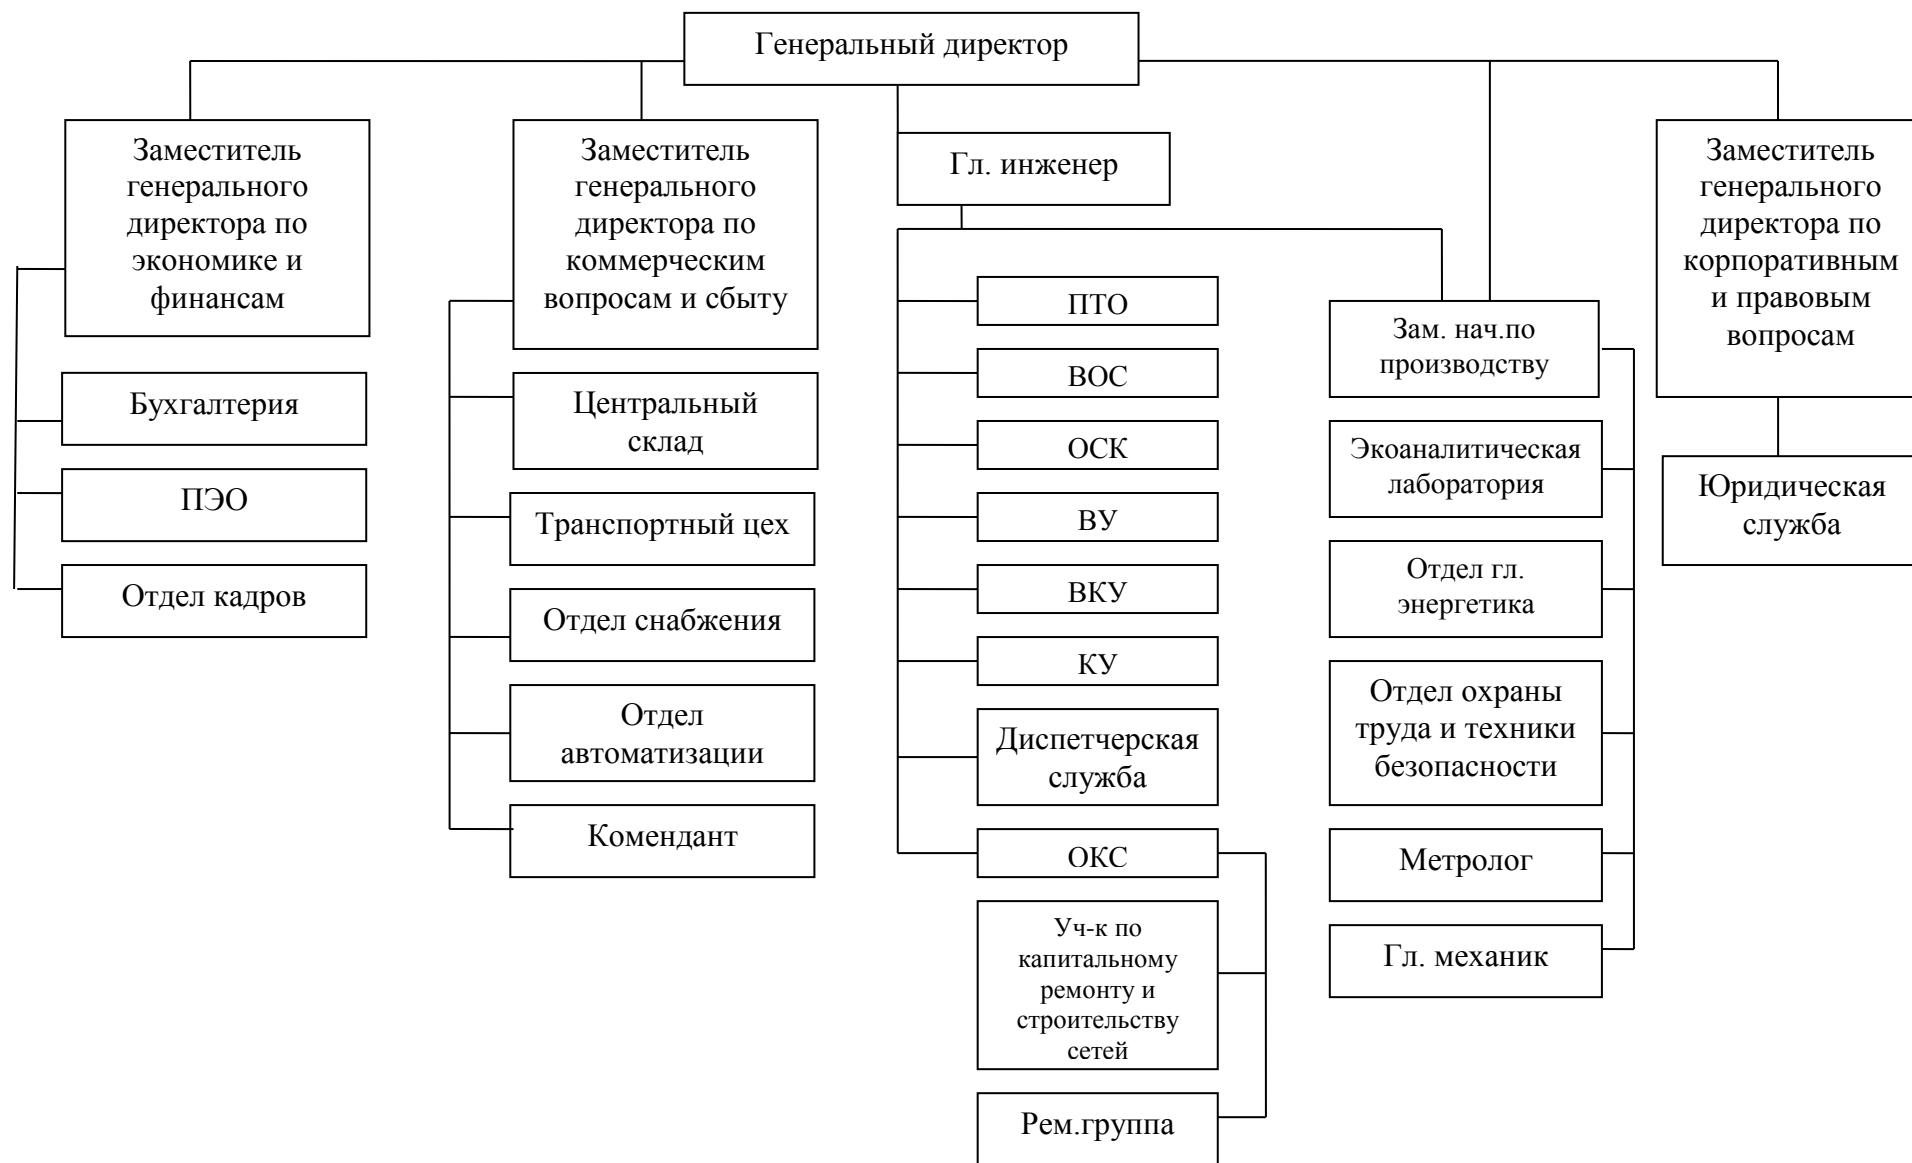 Генеральный директор
Заместитель
генерального
директора по
экономике и
финансам
Бухгалтерия
ПЭО
Отдел кадров
Заместитель
генерального
директора по
коммерческим
вопросам и сбыту
Центральный
склад
Транспортный цех
Отдел снабжения
Отдел
автоматизации
Комендант
Гл. инженер
ПТО
ВОС
ОСК
ВУ
ВКУ
КУ
Диспетчерская
служба
ОКС
Уч-к по
капитальному
ремонту и
строительству
сетей
Рем.группа
Зам. нач.по
производству
Экоаналитическая
лаборатория
Отдел гл.
энергетика
Отдел охраны
труда и техники
безопасности
Метролог
Гл. механик
Заместитель
генерального
директора по
корпоративным
и правовым
вопросам
Юридическая
служба